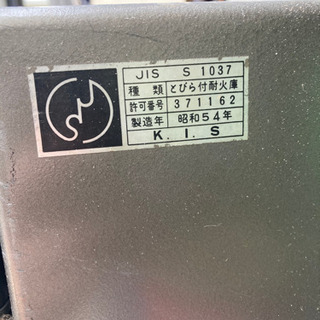 JIS S 1037
種類 とびら付耐火庫
許可番号 371162
製造年 昭和54年
K. I. S